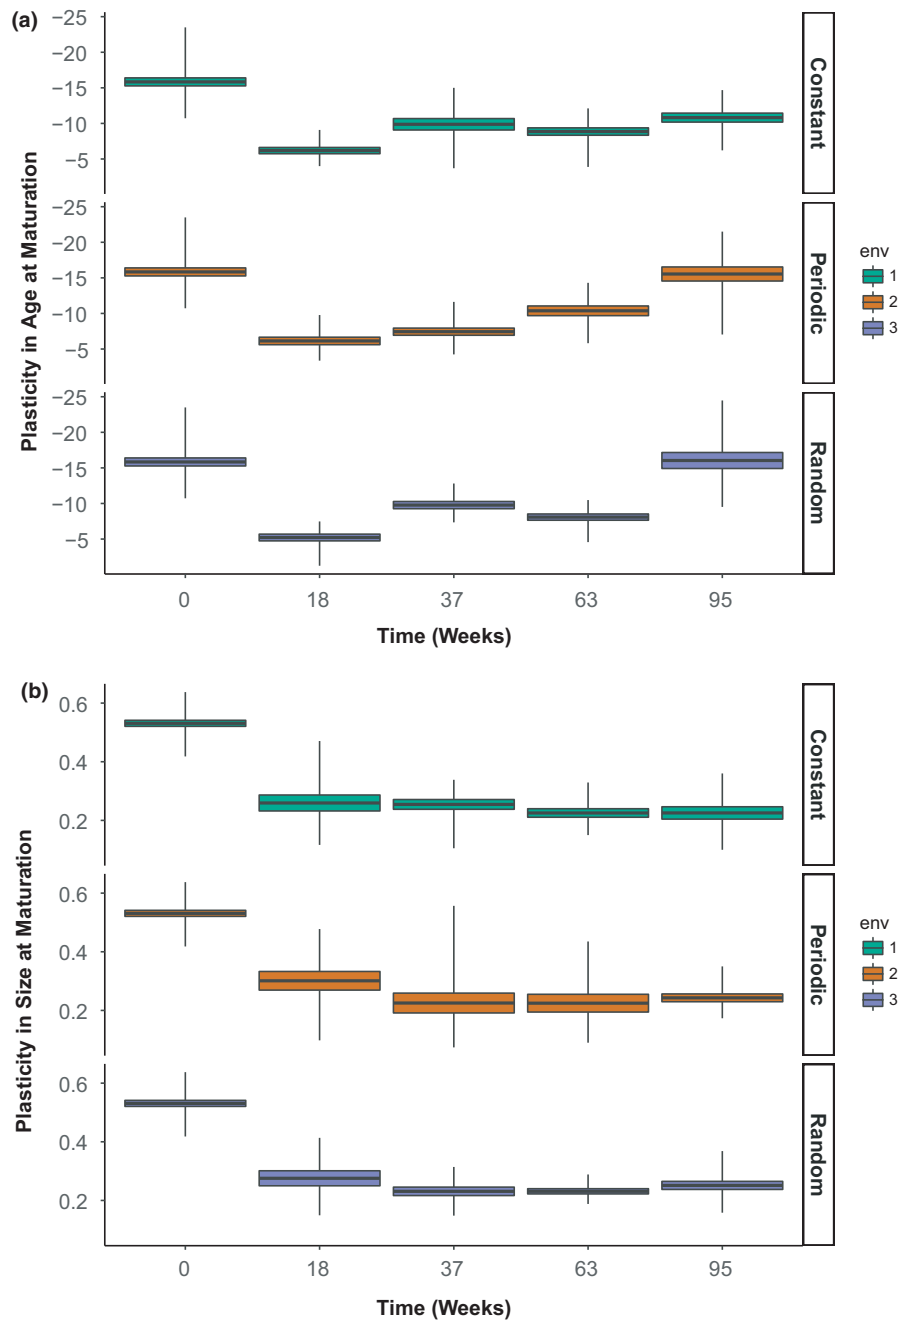 (a)
Plasticity in Age at Maturation
−25
−20
−15
−10
−5
Constant
−25
−20
−15
−10
−5
Periodic
−25
−20
−15
−10
−5
Random
env
1
2
3
0 18 37 63 95
Time (Weeks)
(b)
Plasticity in Size at Maturation
0.6
0.4
0.2
Constant
0.6
0.4
0.2
Periodic
0.6
0.4
0.2
Random
env
1
2
3
0 18 37 63 95
Time (Weeks)